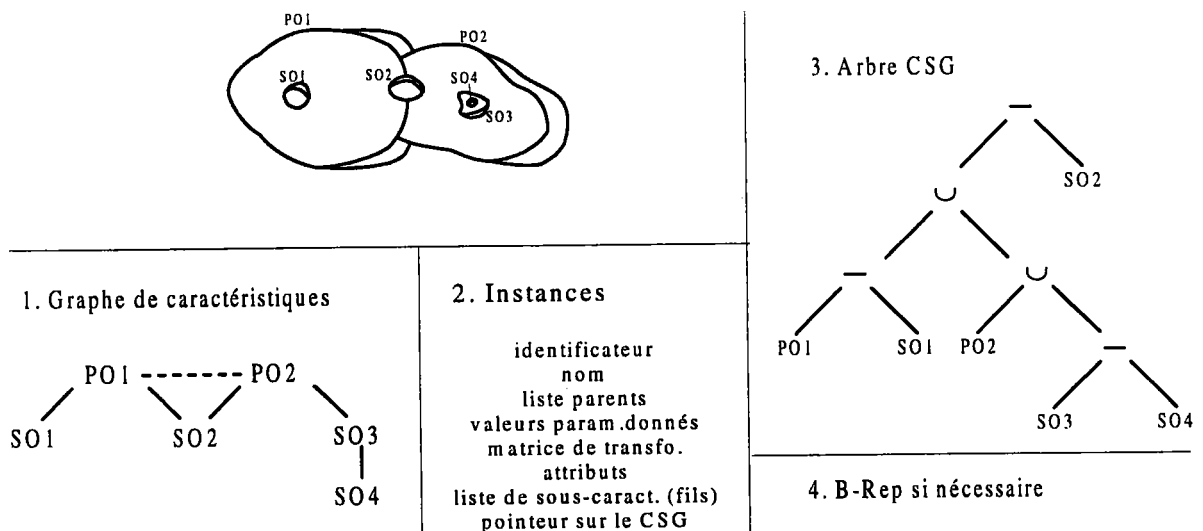 PO1
PO2
SO1
SO2
SO4
SO3
1. Graphe de caractéristiques
PO1 ------ PO2
SO1 SO2 SO3
SO4
2. Instances
identificateur
nom
liste parents
valeurs param.donnés
matrice de transfo.
attributs
liste de sous-caract. (fils)
pointeur sur le CSG
3. Arbre CSG
—
∪ SO2
— ∪
PO1 SO1 PO2 —
SO3 SO4
4. B-Rep si nécessaire